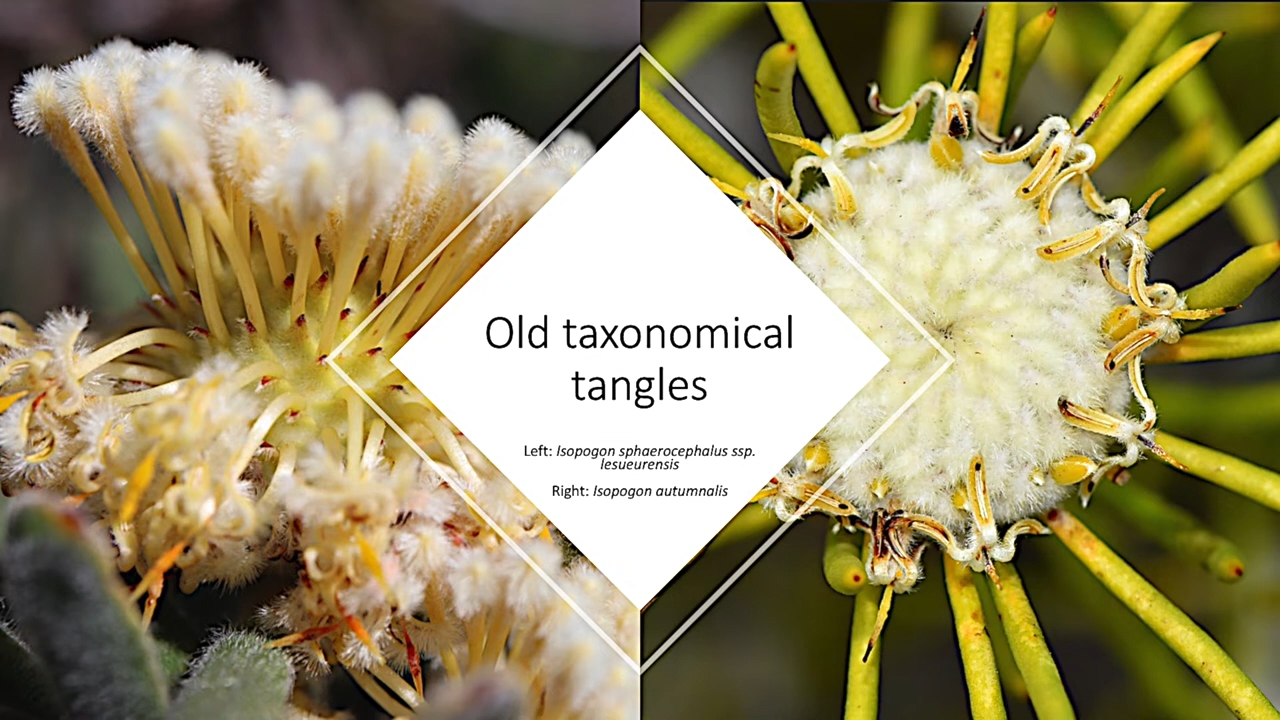 Old taxonomical
tangles
Left: Isopogon sphaerocephalus ssp.
lesueurensis
Right: Isopogon autumnalis